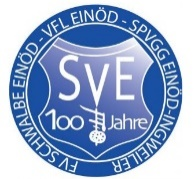 FV SCHWALBE EINÖD - VFL EINÖD - SPVGG EINÖD-INGWEILER
SVE
100 Jahre